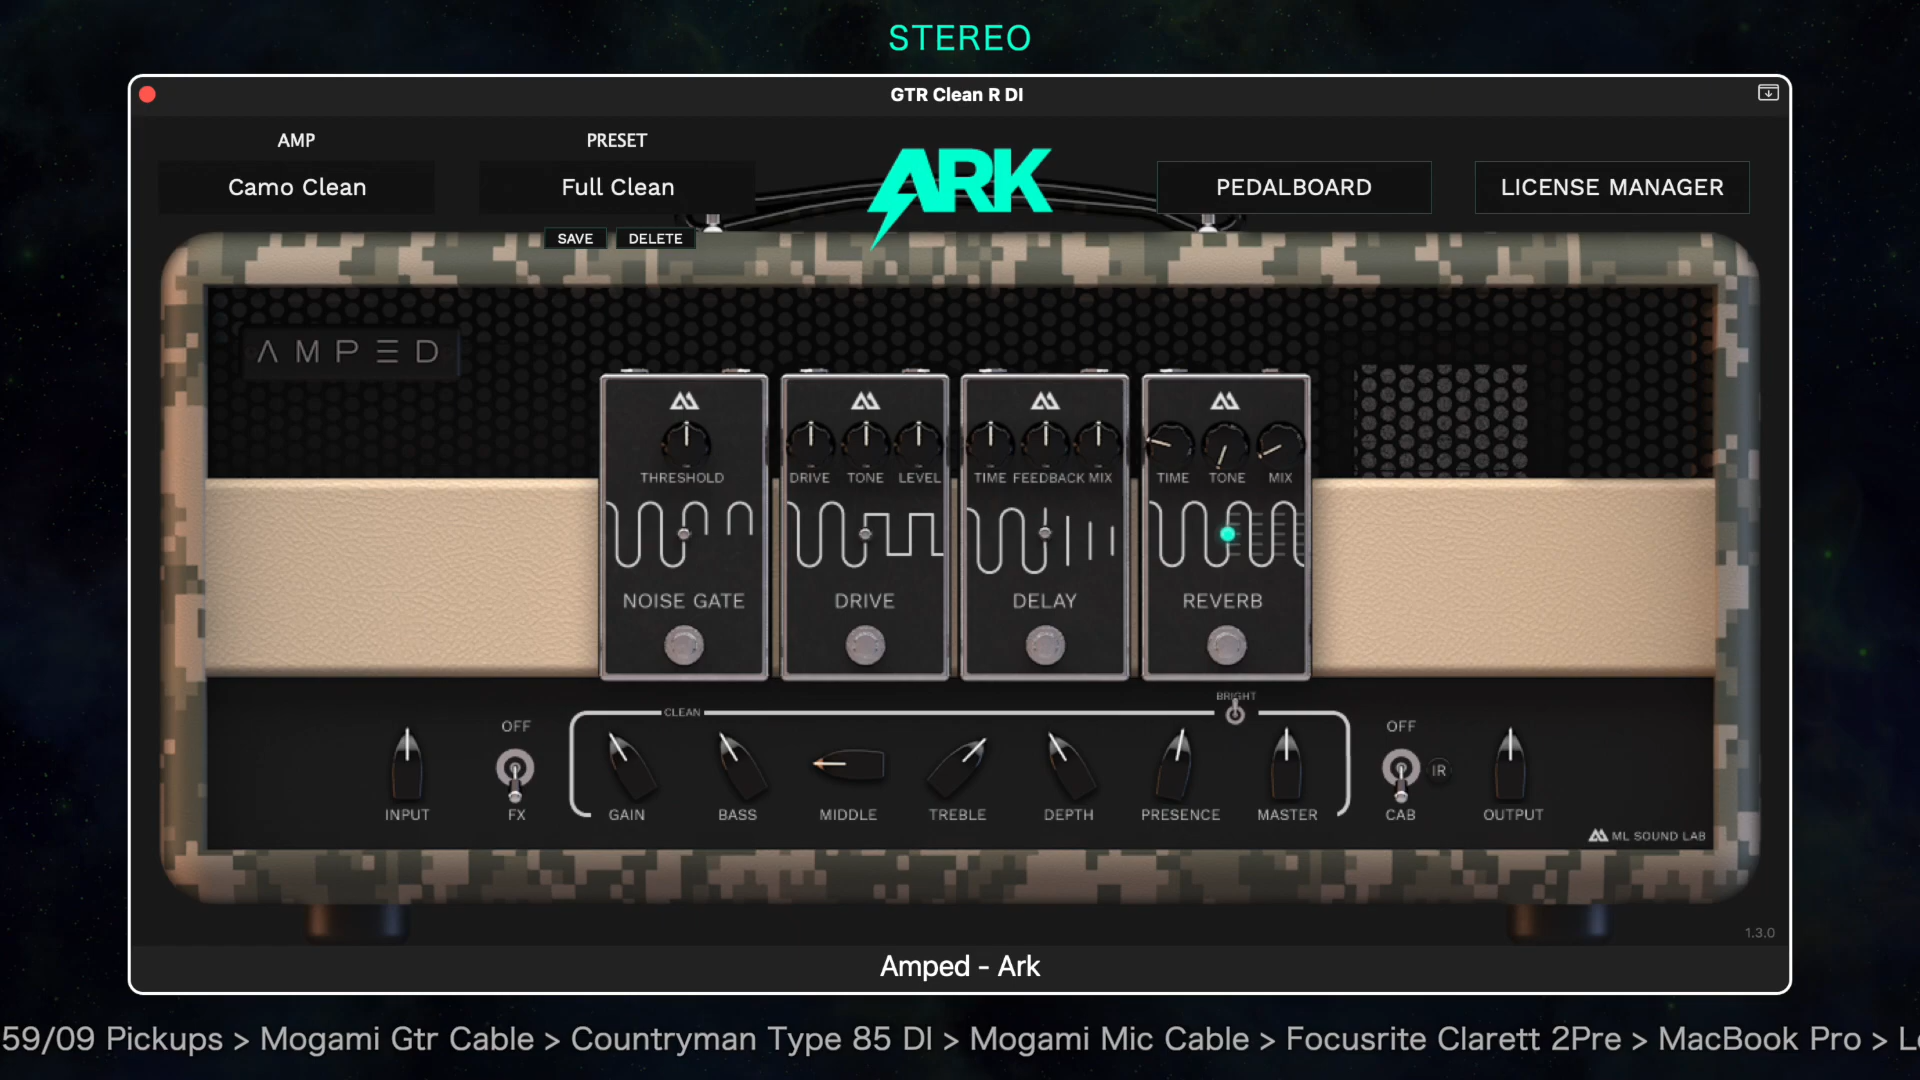 STEREO
GTR Clean R DI
AMP
PRESET
Camo Clean
Full Clean
ARK
PEDALBOARD
LICENSE MANAGER
SAVE
DELETE
AMPED
THRESHOLD
DRIVE TONE LEVEL
TIME FEEDBACK MIX
TIME TONE MIX
NOISE GATE
DRIVE
DELAY
REVERB
BRIGHT
CLEAN
OFF
OFF
IR
INPUT
FX
GAIN
BASS
MIDDLE
TREBLE
DEPTH
PRESENCE
MASTER
CAB
OUTPUT
ML SOUND LAB
1.3.0
Amped - Ark
59/09 Pickups > Mogami Gtr Cable > Countryman Type 85 DI > Mogami Mic Cable > Focusrite Clarett 2Pre > MacBook Pro >